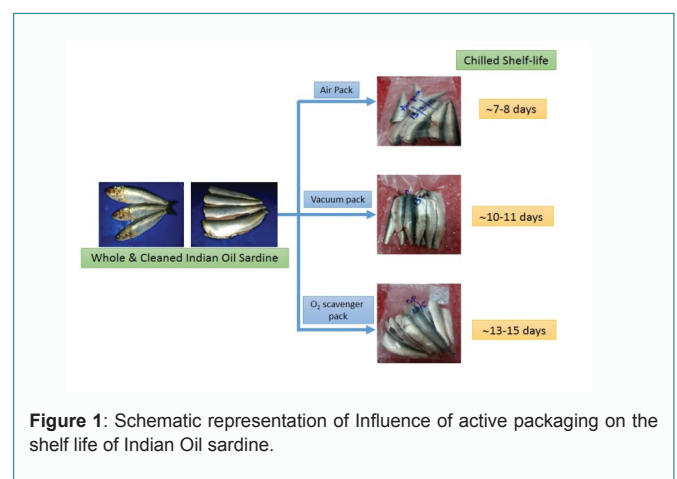 Chilled Shelf-life
Air Pack
~7-8 days
Vacuum pack
~10-11 days
Whole & Cleaned Indian Oil Sardine
O₂ scavenger
pack
~13-15 days
Figure 1: Schematic representation of Influence of active packaging on the
shelf life of Indian Oil sardine.